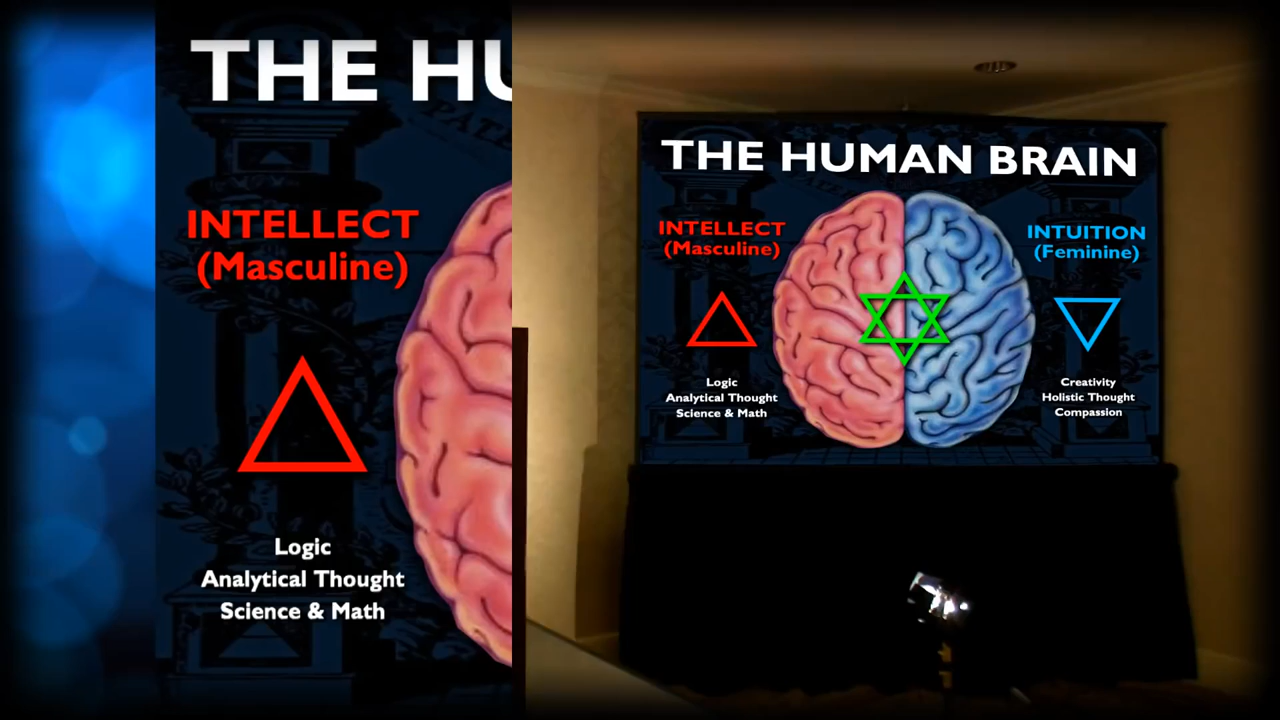 THE HU
INTELLECT
(Masculine)
Logic
Analytical Thought
Science & Math
THE HUMAN BRAIN
INTELLECT
(Masculine)
Logic
Analytical Thought
Science & Math
INTUITION
(Feminine)
Creativity
Holistic Thought
Compassion